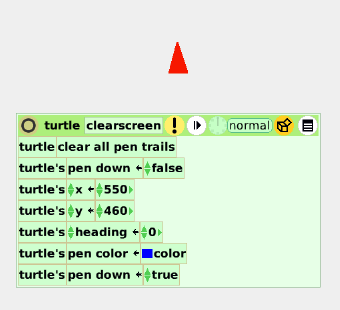 turtle clearscreen ! normal
turtle clear all pen trails
turtle's pen down ← false
turtle's x ← 550
turtle's y ← 460
turtle's heading ← 0
turtle's pen color ← color
turtle's pen down ← true